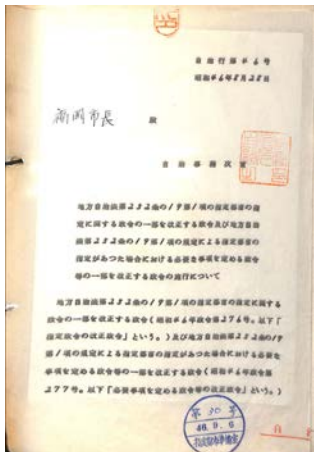 自治行第46号
昭和46年8月28日
福岡市長 殿
自治事務次官
地方自治法第252条の19第1項の指定都市の指
定に関する政令の一部を改正する政令及び地方自治
法第252条の19第1項の規定による指定都市の
指定があつた場合における必要な事項を定める政令
等の一部を改正する政令の施行について
地方自治法第252条の19第1項の指定都市の指定に関する
政令の一部を改正する政令(昭和46年政令第276号。以下「
指定政令の改正政令」という。)及び地方自治法第252条の19
第1項の規定による指定都市の指定があつた場合における必要な
事項を定める政令等の一部を改正する政令(昭和46年政令第
277号。以下「必要事項を定める政令等の改正政令」という。)
第30号
46.9.6